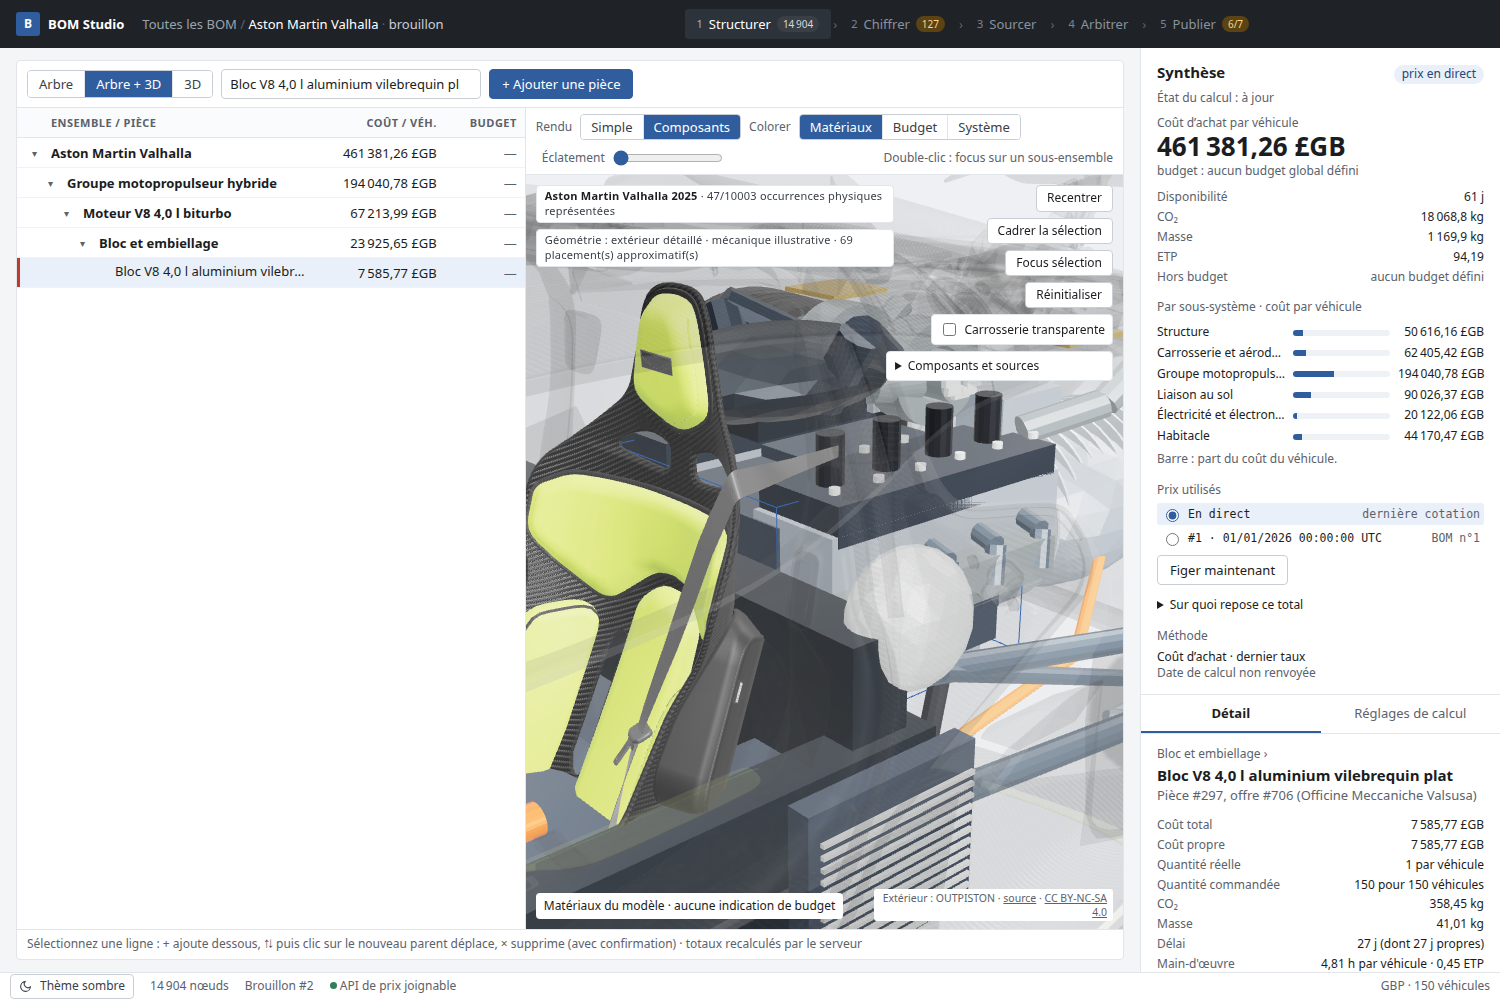 B BOM Studio Toutes les BOM / Aston Martin Valhalla · brouillon 1 Structurer 14 904 › 2 Chiffrer 127 › 3 Sourcer › 4 Arbitrer › 5 Publier 6/7
Arbre Arbre + 3D 3D Bloc V8 4,0 l aluminium vilebrequin pl + Ajouter une pièce
ENSEMBLE / PIÈCE COÛT / VÉH. BUDGET
Aston Martin Valhalla 461 381,26 £GB —
Groupe motopropulseur hybride 194 040,78 £GB —
Moteur V8 4,0 l biturbo 67 213,99 £GB —
Bloc et embiellage 23 925,65 £GB —
Bloc V8 4,0 l aluminium vilebr... 7 585,77 £GB —
Rendu Simple Composants Colorer Matériaux Budget Système
Éclatement Double-clic : focus sur un sous-ensemble
Aston Martin Valhalla 2025 · 47/10003 occurrences physiques
représentées
Géométrie : extérieur détaillé · mécanique illustrative · 69
placement(s) approximatif(s)
Recentrer
Cadrer la sélection
Focus sélection
Réinitialiser
Carrosserie transparente
Composants et sources
Matériaux du modèle · aucune indication de budget
Extérieur : OUTPISTON · source · CC BY-NC-SA
4.0
Sélectionnez une ligne : + ajoute dessous, ⇅ puis clic sur le nouveau parent déplace, × supprime (avec confirmation) · totaux recalculés par le serveur
Synthèse prix en direct
État du calcul : à jour
Coût d’achat par véhicule
461 381,26 £GB
budget : aucun budget global défini
Disponibilité 61 j
CO₂ 18 068,8 kg
Masse 1 169,9 kg
ETP 94,19
Hors budget aucun budget défini
Par sous-système · coût par véhicule
Structure 50 616,16 £GB
Carrosserie et aérod... 62 405,42 £GB
Groupe motopropuls... 194 040,78 £GB
Liaison au sol 90 026,37 £GB
Électricité et électron... 20 122,06 £GB
Habitacle 44 170,47 £GB
Barre : part du coût du véhicule.
Prix utilisés
En direct dernière cotation
#1 · 01/01/2026 00:00:00 UTC BOM n°1
Figer maintenant
Sur quoi repose ce total
Méthode
Coût d’achat · dernier taux
Date de calcul non renvoyée
Détail Réglages de calcul
Bloc et embiellage ›
Bloc V8 4,0 l aluminium vilebrequin plat
Pièce #297, offre #706 (Officine Meccaniche Valsusa)
Coût total 7 585,77 £GB
Coût propre 7 585,77 £GB
Quantité réelle 1 par véhicule
Quantité commandée 150 pour 150 véhicules
CO₂ 358,45 kg
Masse 41,01 kg
Délai 27 j (dont 27 j propres)
Main-d'œuvre 4,81 h par véhicule · 0,45 ETP
Thème sombre 14 904 nœuds Brouillon #2 API de prix joignable GBP · 150 véhicules